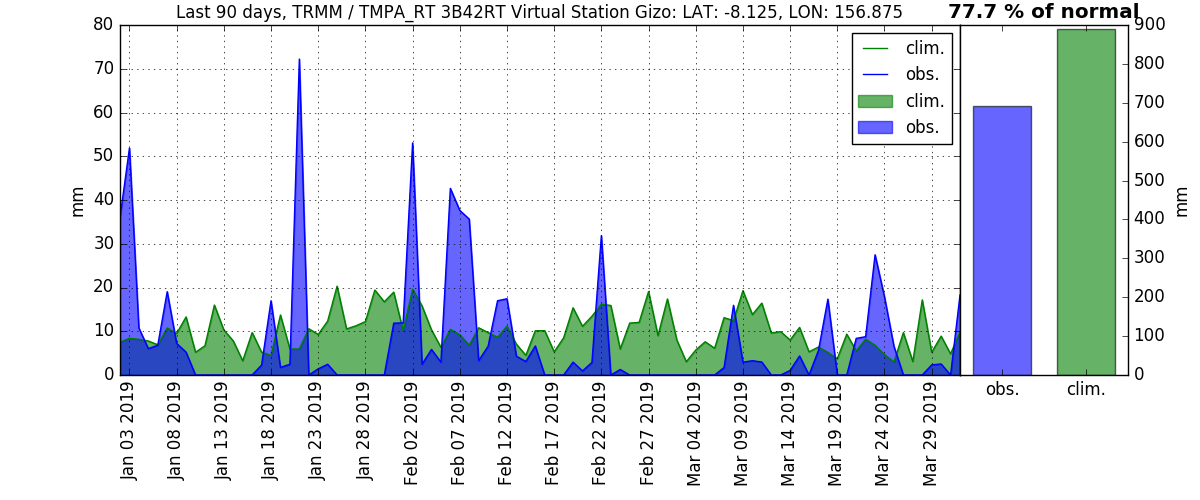 Last 90 days, TRMM / TMPA_RT 3B42RT Virtual Station Gizo: LAT: -8.125, LON: 156.875
77.7 % of normal
mm
80
70
60
50
40
30
20
10
0
clim.
obs.
clim.
obs.
Jan 03 2019
Jan 08 2019
Jan 13 2019
Jan 18 2019
Jan 23 2019
Jan 28 2019
Feb 02 2019
Feb 07 2019
Feb 12 2019
Feb 17 2019
Feb 22 2019
Feb 27 2019
Mar 04 2019
Mar 09 2019
Mar 14 2019
Mar 19 2019
Mar 24 2019
Mar 29 2019
900
800
700
600
500
400
300
200
100
0
mm
obs.
clim.